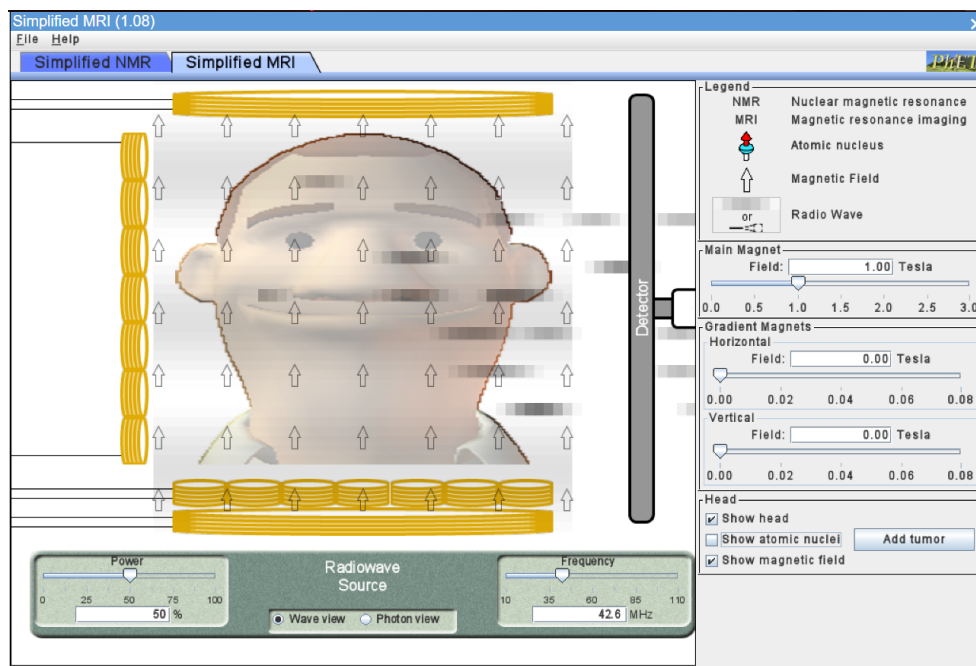 Simplified MRI (1.08)
File Help
Simplified NMR Simplified MRI
PhET
Legend
NMR Nuclear magnetic resonance
MRI Magnetic resonance imaging
Atomic nucleus
Magnetic Field
or
Radio Wave
Main Magnet
Field: 1.00 Tesla
0.0 0.5 1.0 1.5 2.0 2.5 3.0
Gradient Magnets
Horizontal
Field: 0.00 Tesla
0.00 0.02 0.04 0.06 0.08
Vertical
Field: 0.00 Tesla
0.00 0.02 0.04 0.06 0.08
Head
Show head
Show atomic nuclei
Add tumor
Show magnetic field
Detector
Power
0 25 50 75 100
50 %
Radiowave
Source
Wave view Photon view
Frequency
10 35 60 85 110
42.6 MHz